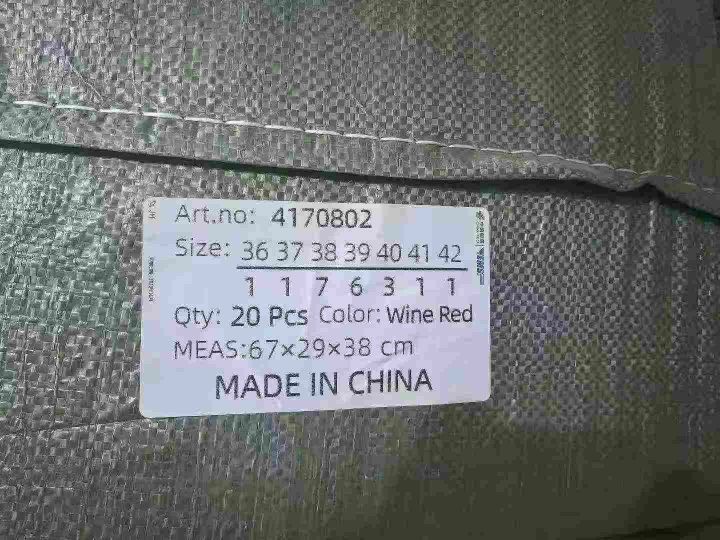 Art.no: 4170802
Size: 36 37 38 39 40 41 42
1 1 7 6 3 1 1
Qty: 20 Pcs Color: Wine Red
MEAS:67×29×38 cm
MADE IN CHINA